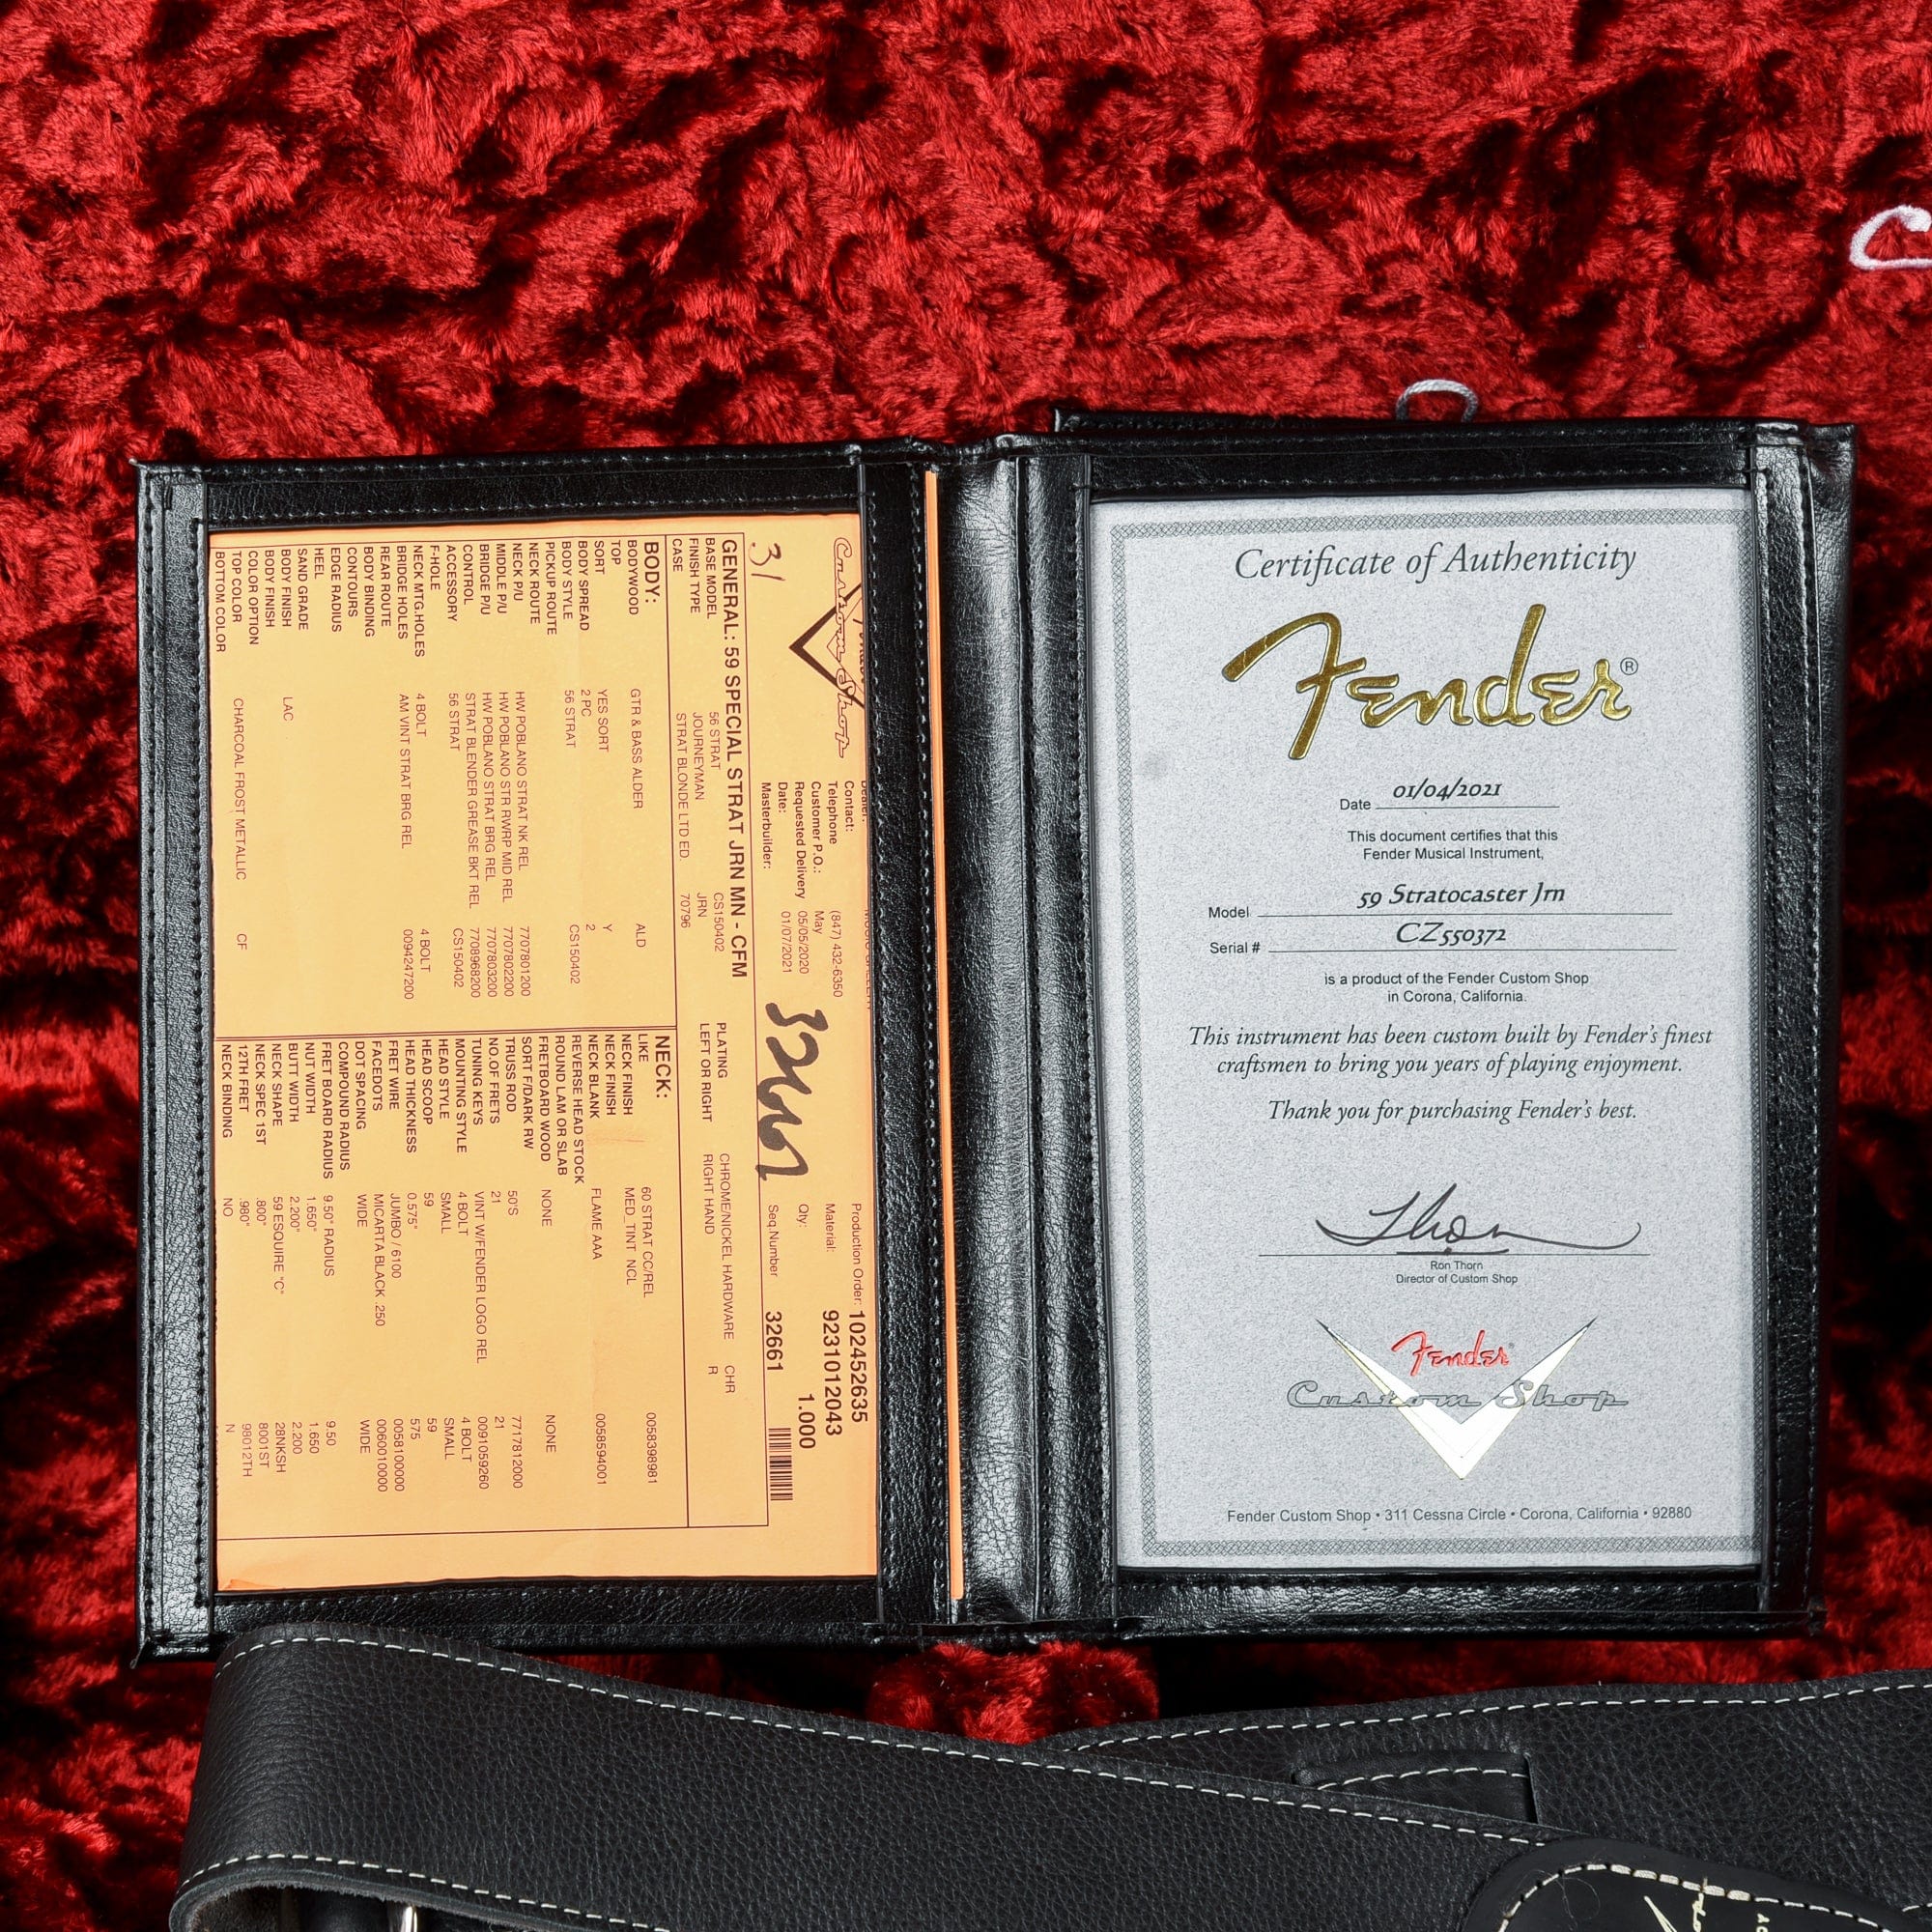 Custom Shop
31
Contact:
Telephone (847) 432-6350
Customer P.O.: May
Requested Delivery 05/05/2020
Date: 01/07/2021
Masterbuilder:
32661
Production Order: 102452635
Material: 9231012043
Qty: 1.000
Seq.Number 32661
GENERAL: 59 SPECIAL STRAT JRN MN - CFM
BASE MODEL 56 STRAT CS150402 PLATING CHROME/NICKEL HARDWARE CHR
FINISH TYPE JOURNEYMAN JRN LEFT OR RIGHT RIGHT HAND R
CASE STRAT BLONDE LTD ED. 70796
BODY:
BODYWOOD GTR & BASS ALDER ALD
TOP
SORT YES SORT Y
BODY SPREAD 2 PC 2
BODY STYLE 56 STRAT CS150402
PICKUP ROUTE
NECK ROUTE
NECK P/U HW POBLANO STRAT NK REL 7707801200
MIDDLE P/U HW POBLANO STR RWRP MID REL 7707802200
BRIDGE P/U HW POBLANO STRAT BRG REL 7707803200
CONTROL STRAT BLENDER GREASE BKT REL 7708968200
ACCESSORY 56 STRAT CS150402
F-HOLE
NECK MTG.HOLES 4 BOLT 4 BOLT
BRIDGE HOLES AM VINT STRAT BRG REL 0094247200
REAR ROUTE
BODY BINDING
CONTOURS
EDGE RADIUS
HEEL
SAND GRADE
BODY FINISH LAC
BODY FINISH
COLOR OPTION
TOP COLOR CHARCOAL FROST METALLIC CF
BOTTOM COLOR
NECK:
LIKE 60 STRAT CC/REL 0058398981
NECK FINISH MED_TINT NCL
NECK FINISH
NECK BLANK FLAME AAA 0058594001
REVERSE HEAD STOCK
ROUND LAM OR SLAB
FRETBOARD WOOD NONE NONE
SORT F/DARK RW
TRUSS ROD 50'S 7717812000
NO.OF FRETS 21 21
TUNING KEYS VINT W/FENDER LOGO REL 0091059260
MOUNTING STYLE 4 BOLT 4 BOLT
HEAD STYLE SMALL SMALL
HEAD SCOOP 59 59
HEAD THICKNESS 0.575" 575
FRET WIRE JUMBO / 6100 0058100000
FACEDOTS MICARTA BLACK .250 0060010000
DOT SPACING WIDE WIDE
COMPOUND RADIUS
FRET BOARD RADIUS 9.50" RADIUS 9.50
NUT WIDTH 1.650" 1.650
BUTT WIDTH 2.200" 2.200
NECK SHAPE 59 ESQUIRE "C" 28NKSH
NECK SPEC 1ST .800" 8001ST
12TH FRET .980" 98012TH
NECK BINDING NO N
Certificate of Authenticity
Fender®
Date 01/04/2021
This document certifies that this
Fender Musical Instrument,
Model 59 Stratocaster Jrn
Serial # CZ550372
is a product of the Fender Custom Shop
in Corona, California.
This instrument has been custom built by Fender's finest
craftsmen to bring you years of playing enjoyment.
Thank you for purchasing Fender's best.
Thorn
Ron Thorn
Director of Custom Shop
Fender®
Custom Shop
Fender Custom Shop • 311 Cessna Circle • Corona, California • 92880